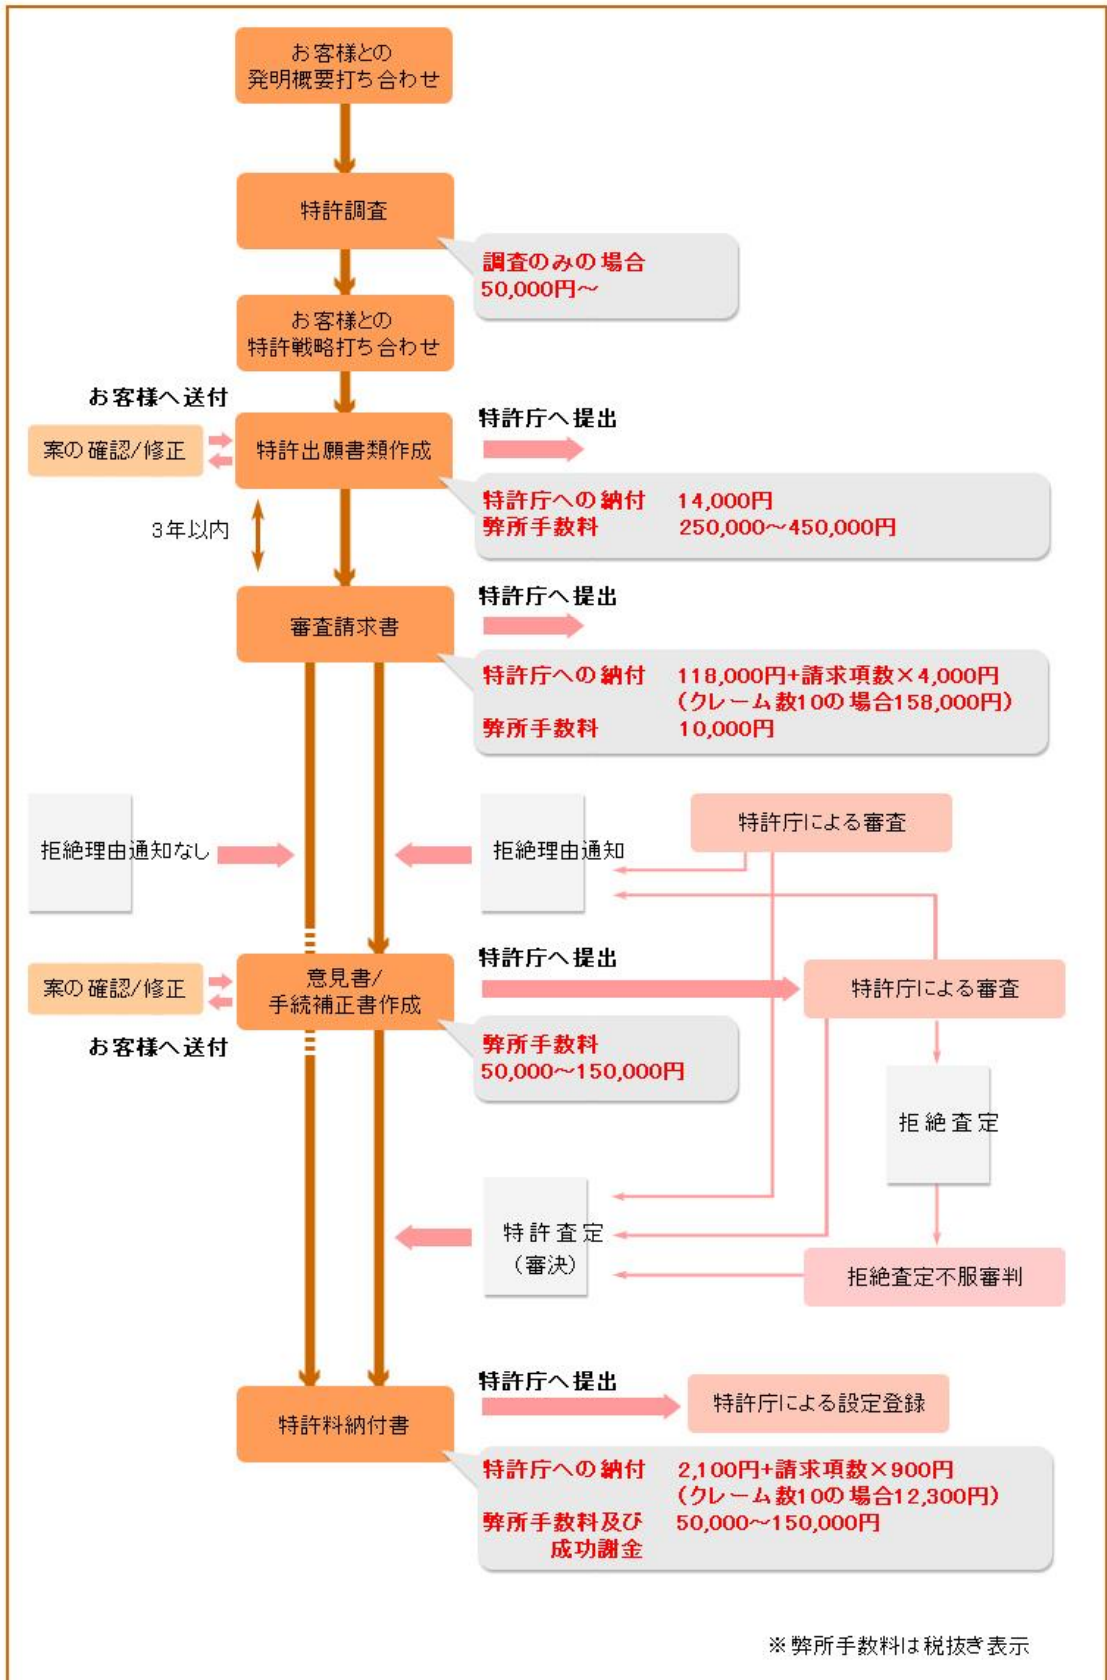 お客様との
発明概要打ち合わせ
特許調査
調査のみの場合
50,000円～
お客様との
特許戦略打ち合わせ
お客様へ送付
案の確認/修正
特許出願書類作成
特許庁へ提出
特許庁への納付 14,000円
弊所手数料 250,000～450,000円
3年以内
審査請求書
特許庁へ提出
特許庁への納付 118,000円+請求項数×4,000円
(クレーム数10の場合158,000円)
弊所手数料 10,000円
拒絶理由通知なし
拒絶理由通知
特許庁による審査
案の確認/修正
お客様へ送付
意見書/
手続補正書作成
特許庁へ提出
特許庁による審査
弊所手数料
50,000～150,000円
拒絶査定
特許査定
(審決)
拒絶査定不服審判
特許料納付書
特許庁へ提出
特許庁による設定登録
特許庁への納付 2,100円+請求項数×900円
(クレーム数10の場合12,300円)
弊所手数料及び 50,000～150,000円
成功謝金
※弊所手数料は税抜き表示